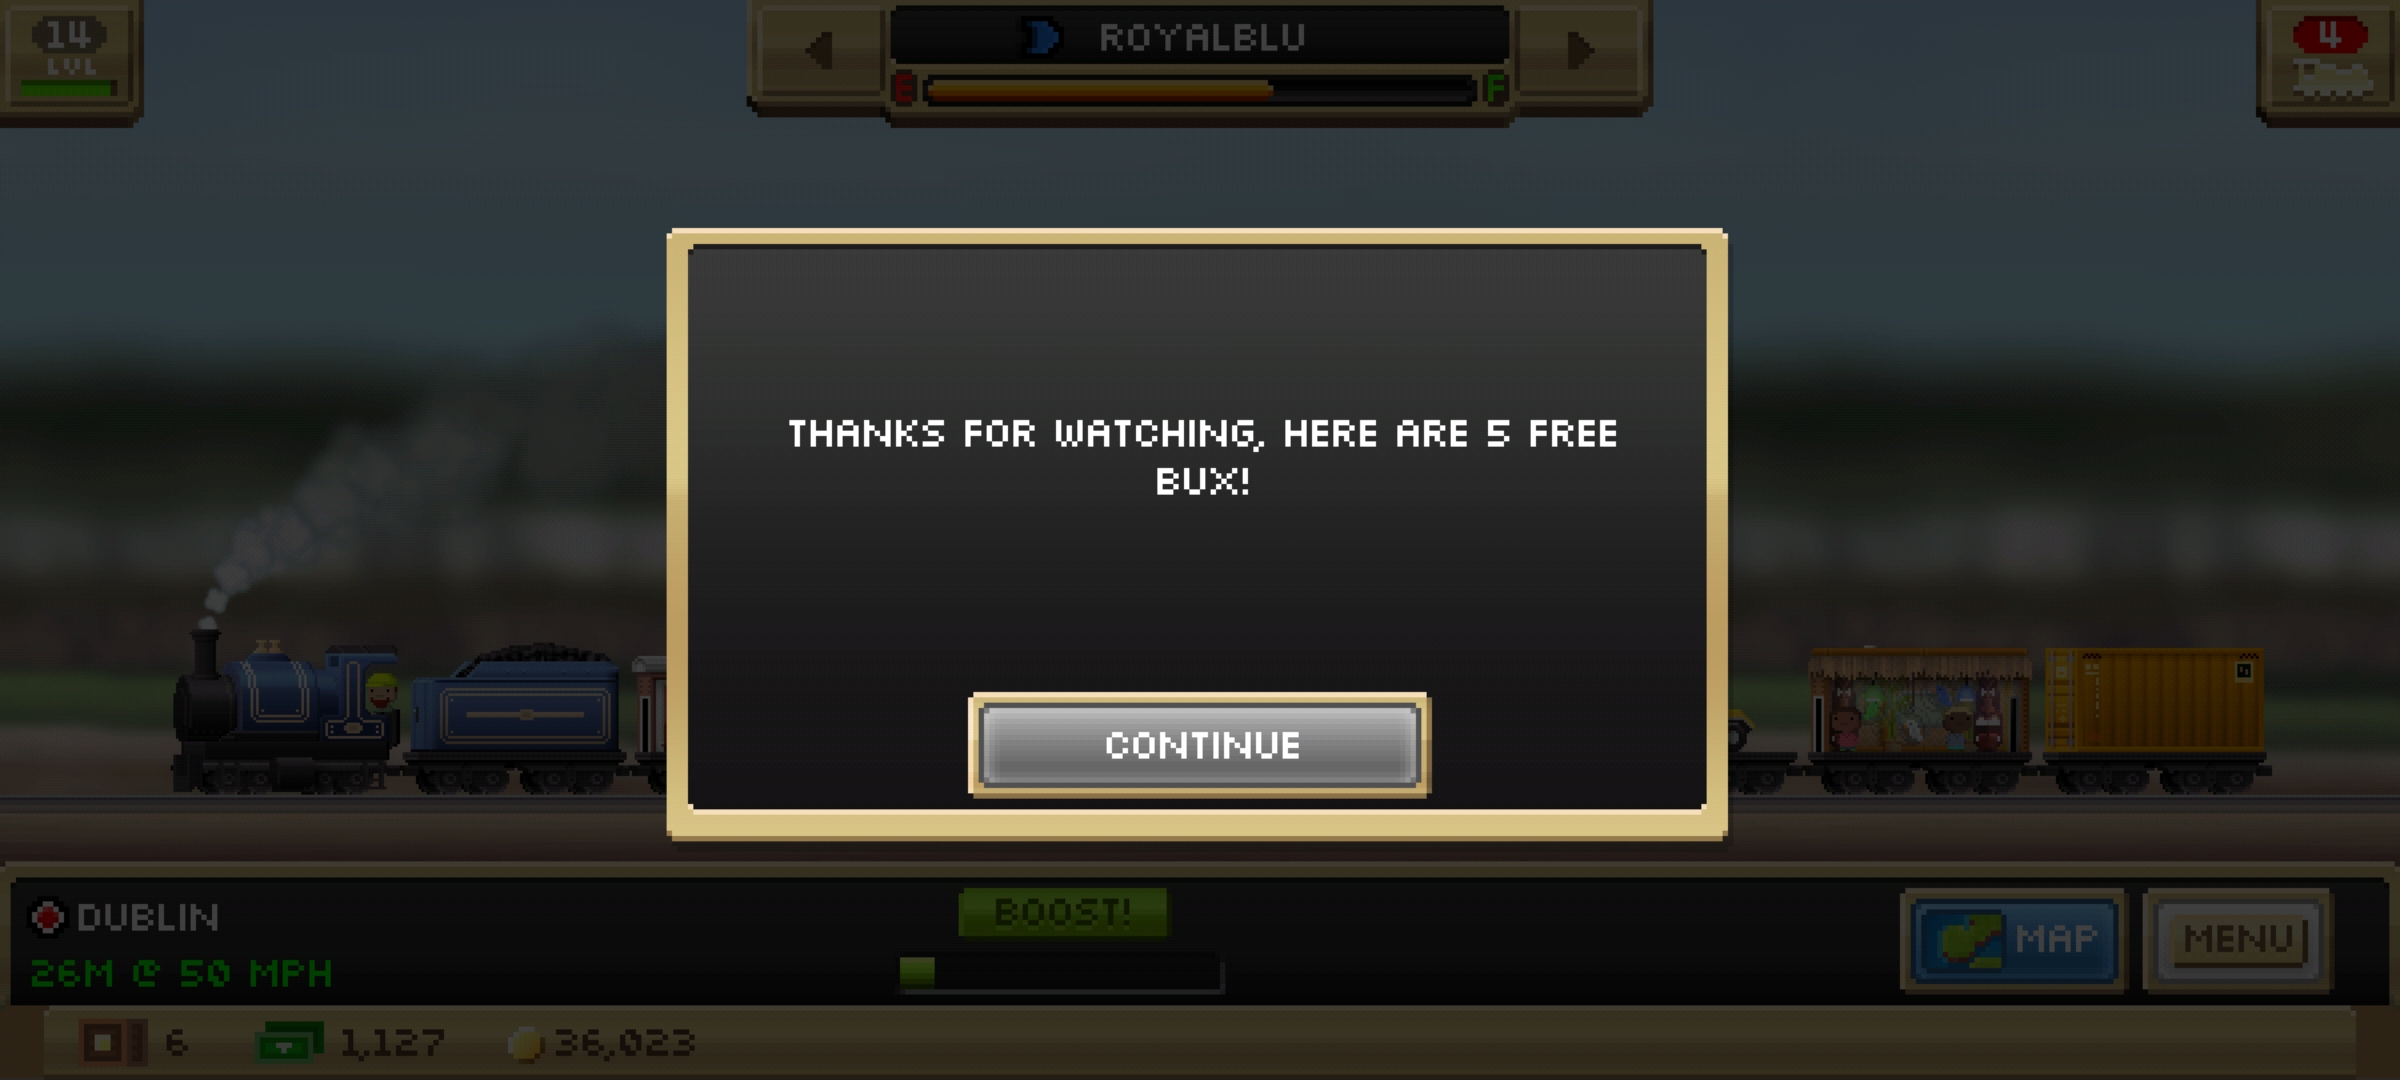 14
LVL
ROYALBLU
E F
4
THANKS FOR WATCHING, HERE ARE 5 FREE
BUX!
CONTINUE
DUBLIN
26M @ 50 MPH
BOOST!
MAP
MENU
6 1,127 36,023